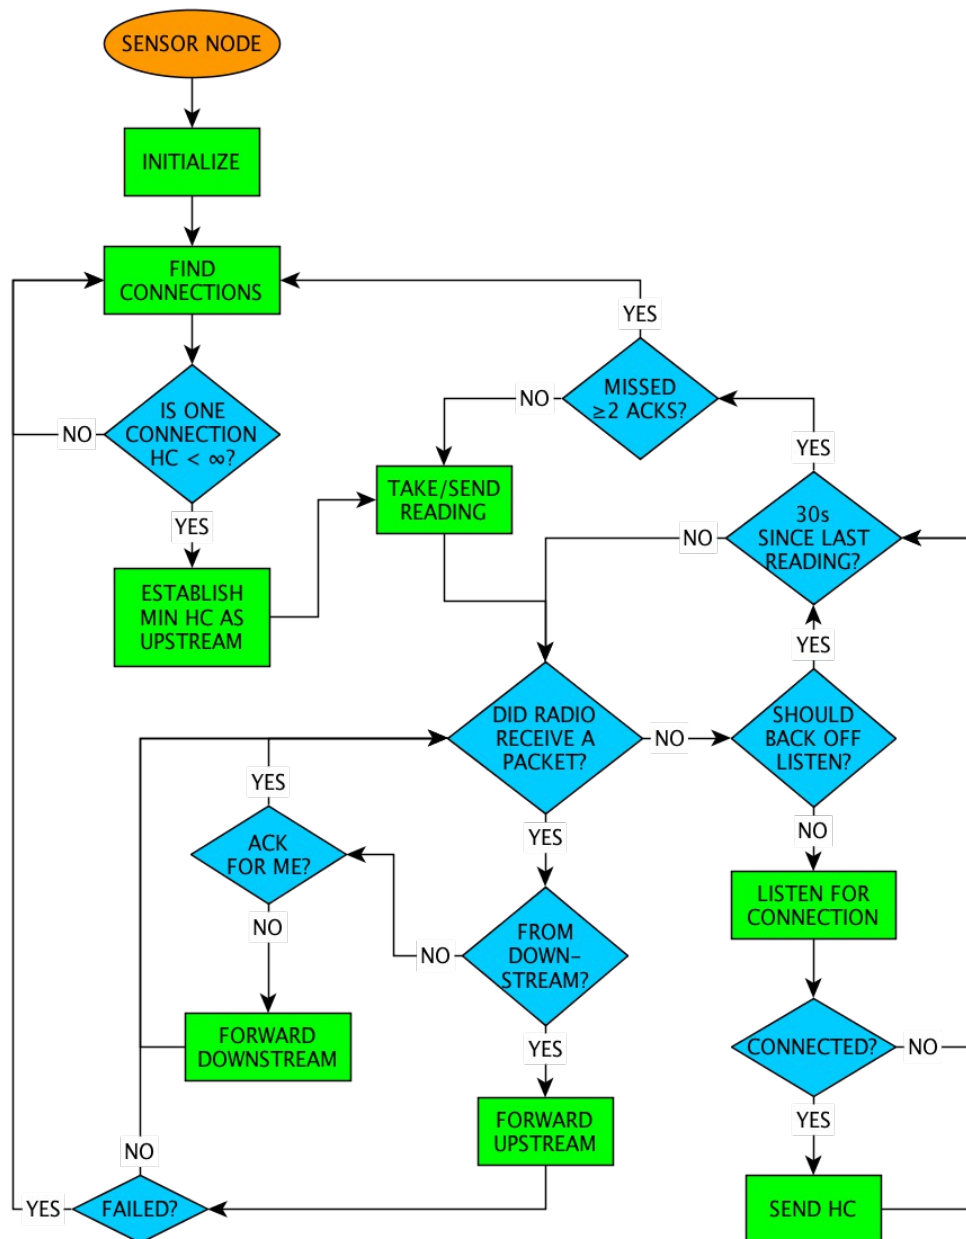 SENSOR NODE
INITIALIZE
FIND
CONNECTIONS
YES
MISSED
≥2 ACKS?
NO
IS ONE
CONNECTION
HC < ∞?
NO
YES
TAKE/SEND
READING
YES
30s
SINCE LAST
READING?
NO
ESTABLISH
MIN HC AS
UPSTREAM
YES
DID RADIO
RECEIVE A
PACKET?
NO
SHOULD
BACK OFF
LISTEN?
YES
ACK
FOR ME?
YES
NO
LISTEN FOR
CONNECTION
NO
FROM
DOWN-
STREAM?
NO
FORWARD
DOWNSTREAM
YES
CONNECTED?
NO
FORWARD
UPSTREAM
YES
NO
YES
FAILED?
SEND HC